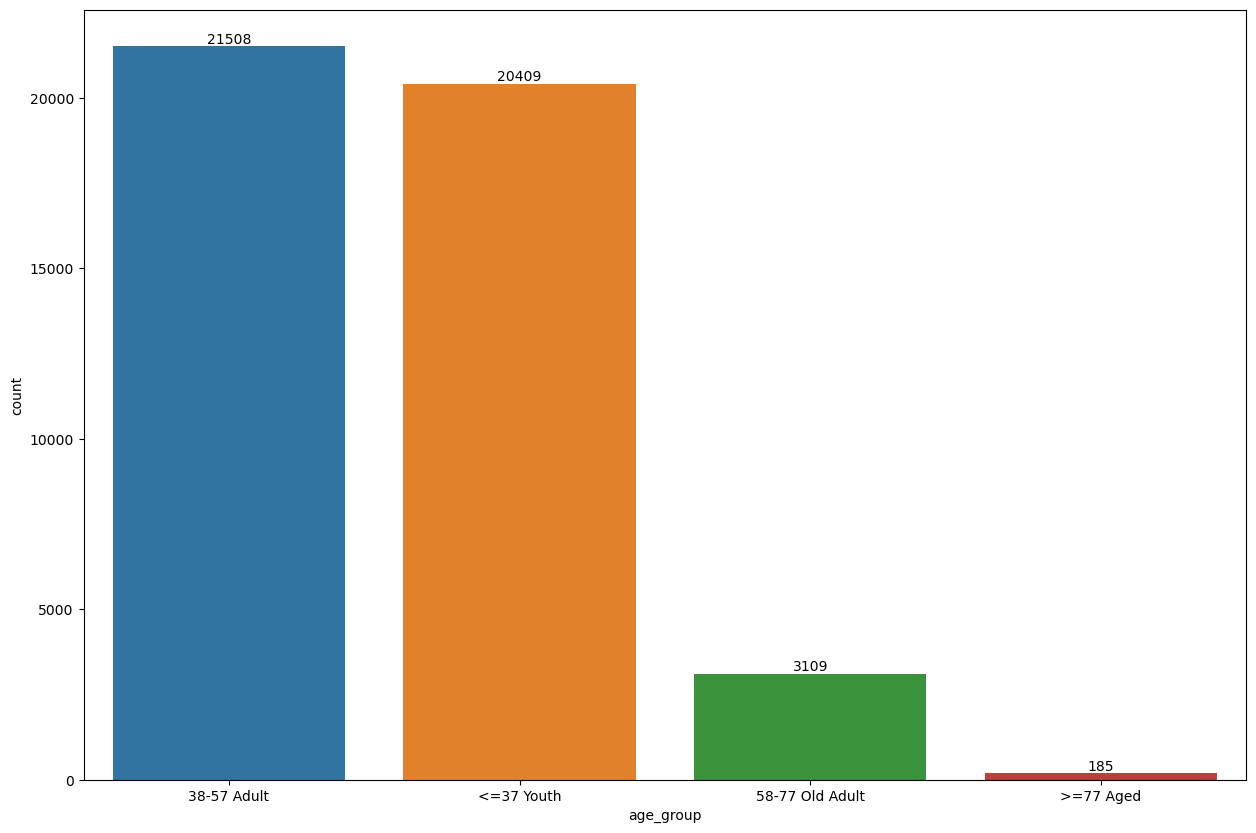 21508
20409
20000
15000
10000
count
5000
3109
185
0
38-57 Adult
<=37 Youth
58-77 Old Adult
>=77 Aged
age_group